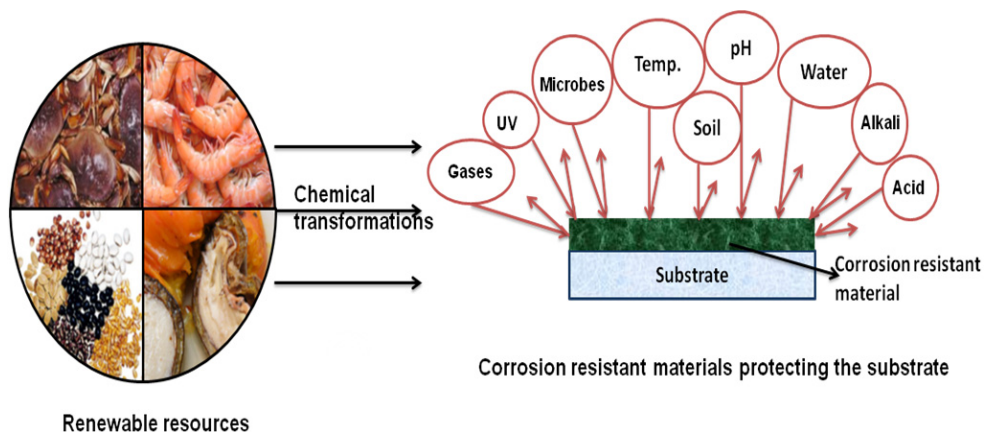 Gases
UV
Microbes
Temp.
Soil
pH
Water
Alkali
Acid
Chemical
transformations
Substrate
Corrosion resistant
material
Corrosion resistant materials protecting the substrate
Renewable resources